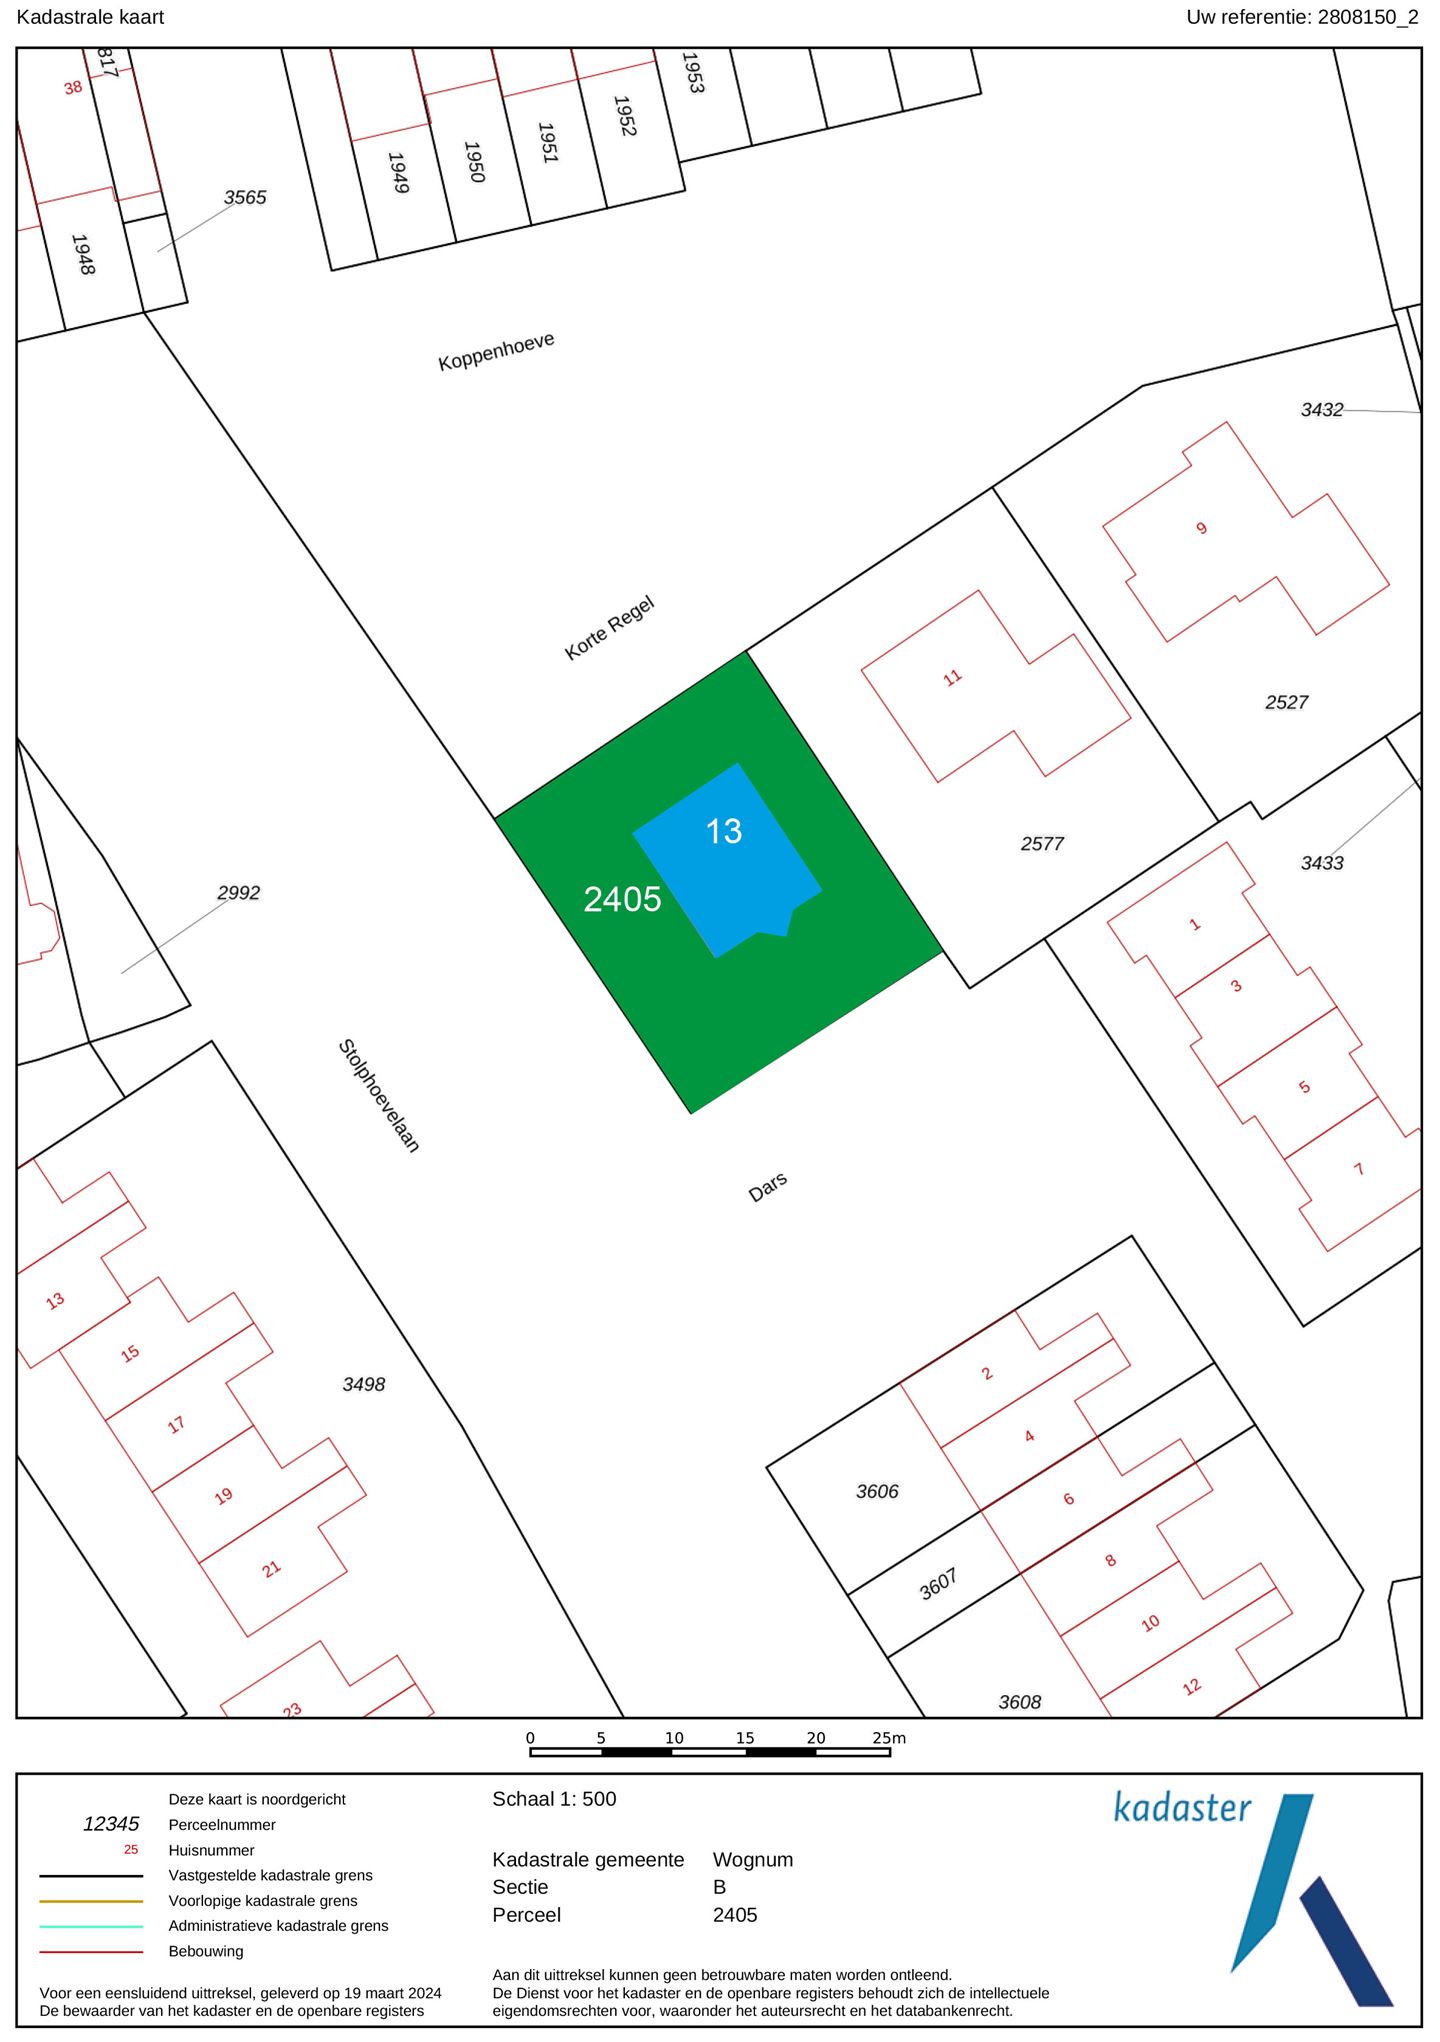 Kadastrale kaart
Uw referentie: 2808150_2
38
817
1953
1952
1951
1950
1949
3565
1948
Koppenhoeve
3432
9
Korte Regel
11
2527
13
2577
3433
2405
2992
1
3
Stolphoevelaan
5
7
Dars
13
15
2
3498
17
4
3606
6
19
8
21
3607
10
12
23
3608
0 5 10 15 20 25m
Deze kaart is noordgericht
12345 Perceelnummer
25 Huisnummer
Vastgestelde kadastrale grens
Voorlopige kadastrale grens
Administratieve kadastrale grens
Bebouwing
Voor een eensluidend uittreksel, geleverd op 19 maart 2024
De bewaarder van het kadaster en de openbare registers
Schaal 1: 500
Kadastrale gemeente Wognum
Sectie B
Perceel 2405
Aan dit uittreksel kunnen geen betrouwbare maten worden ontleend.
De Dienst voor het kadaster en de openbare registers behoudt zich de intellectuele
eigendomsrechten voor, waaronder het auteursrecht en het databankenrecht.
kadaster